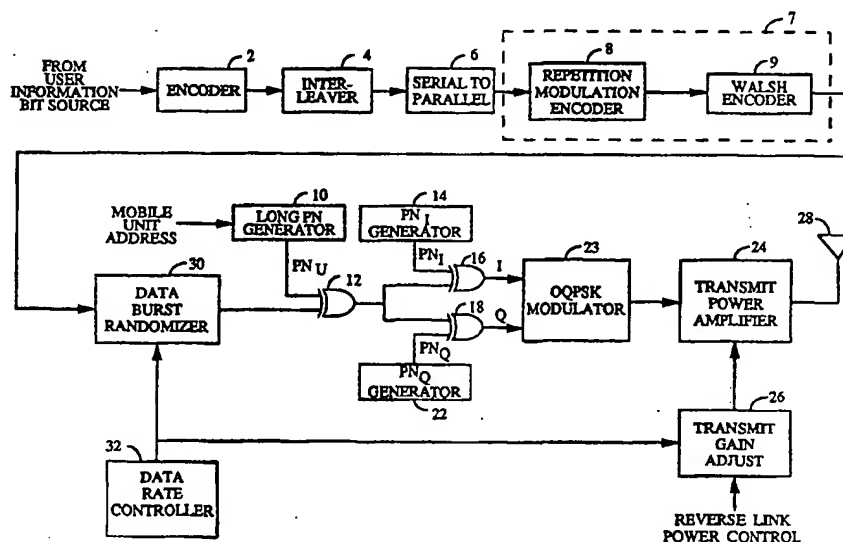 7
2
4
6
8
9
FROM
USER
INFORMATION
BIT SOURCE
ENCODER
INTER-
LEAVER
SERIAL TO
PARALLEL
REPETITION
MODULATION
ENCODER
WALSH
ENCODER
10
14
MOBILE
UNIT
ADDRESS
LONG PN
GENERATOR
PN I
GENERATOR
28
30
PN U
12
PN I
16
I
23
24
DATA
BURST
RANDOMIZER
18
Q
OQPSK
MODULATOR
TRANSMIT
POWER
AMPLIFIER
PN Q
PN Q
GENERATOR
22
26
TRANSMIT
GAIN
ADJUST
32
DATA
RATE
CONTROLLER
REVERSE LINK
POWER CONTROL